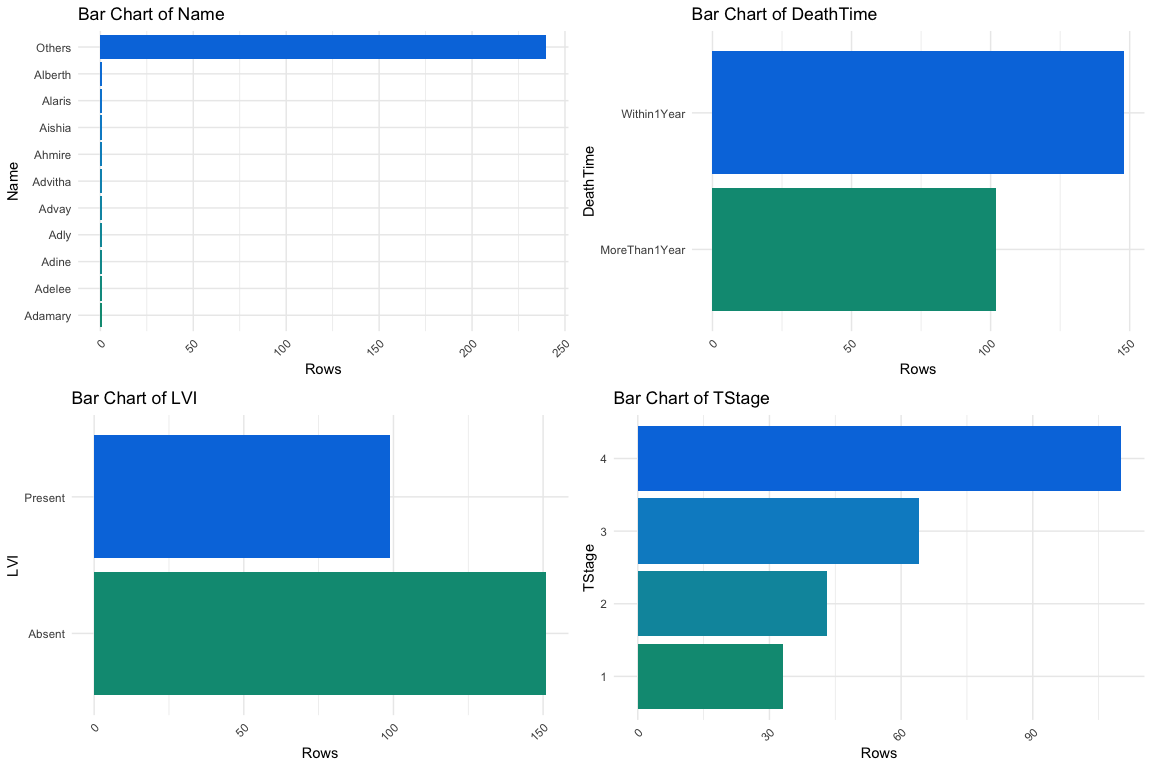 Bar Chart of Name
Others
Alberth
Alaris
Aishia
Ahmire
Advitha
Advay
Adly
Adine
Adelee
Adamary
Name
0 50 100 150 200 250
Rows
Bar Chart of DeathTime
Within1Year
MoreThan1Year
DeathTime
0 50 100 150
Rows
Bar Chart of LVI
Present
Absent
LVI
0 50 100 150
Rows
Bar Chart of TStage
4
3
2
1
TStage
0 30 60 90
Rows